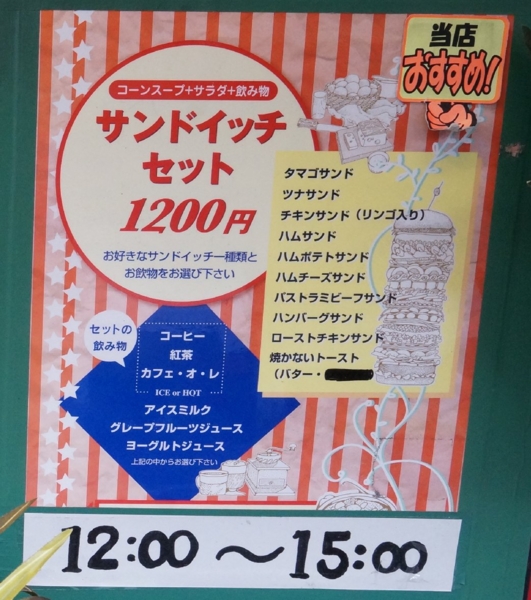 当店
おすすめ!
コーンスープ+サラダ+飲み物
サンドイッチ
セット
1200円
お好きなサンドイッチ一種類と
お飲物をお選び下さい
タマゴサンド
ツナサンド
チキンサンド（リンゴ入り）
ハムサンド
ハムポテトサンド
ハムチーズサンド
パストラミビーフサンド
ハンバーグサンド
ローストチキンサンド
焼かないトースト
（バター・
セットの
飲み物
コーヒー
紅茶
カフェ・オ・レ
ICE or HOT
アイスミルク
グレープフルーツジュース
ヨーグルトジュース
上記の中からお選び下さい
12:00 〜 15:00